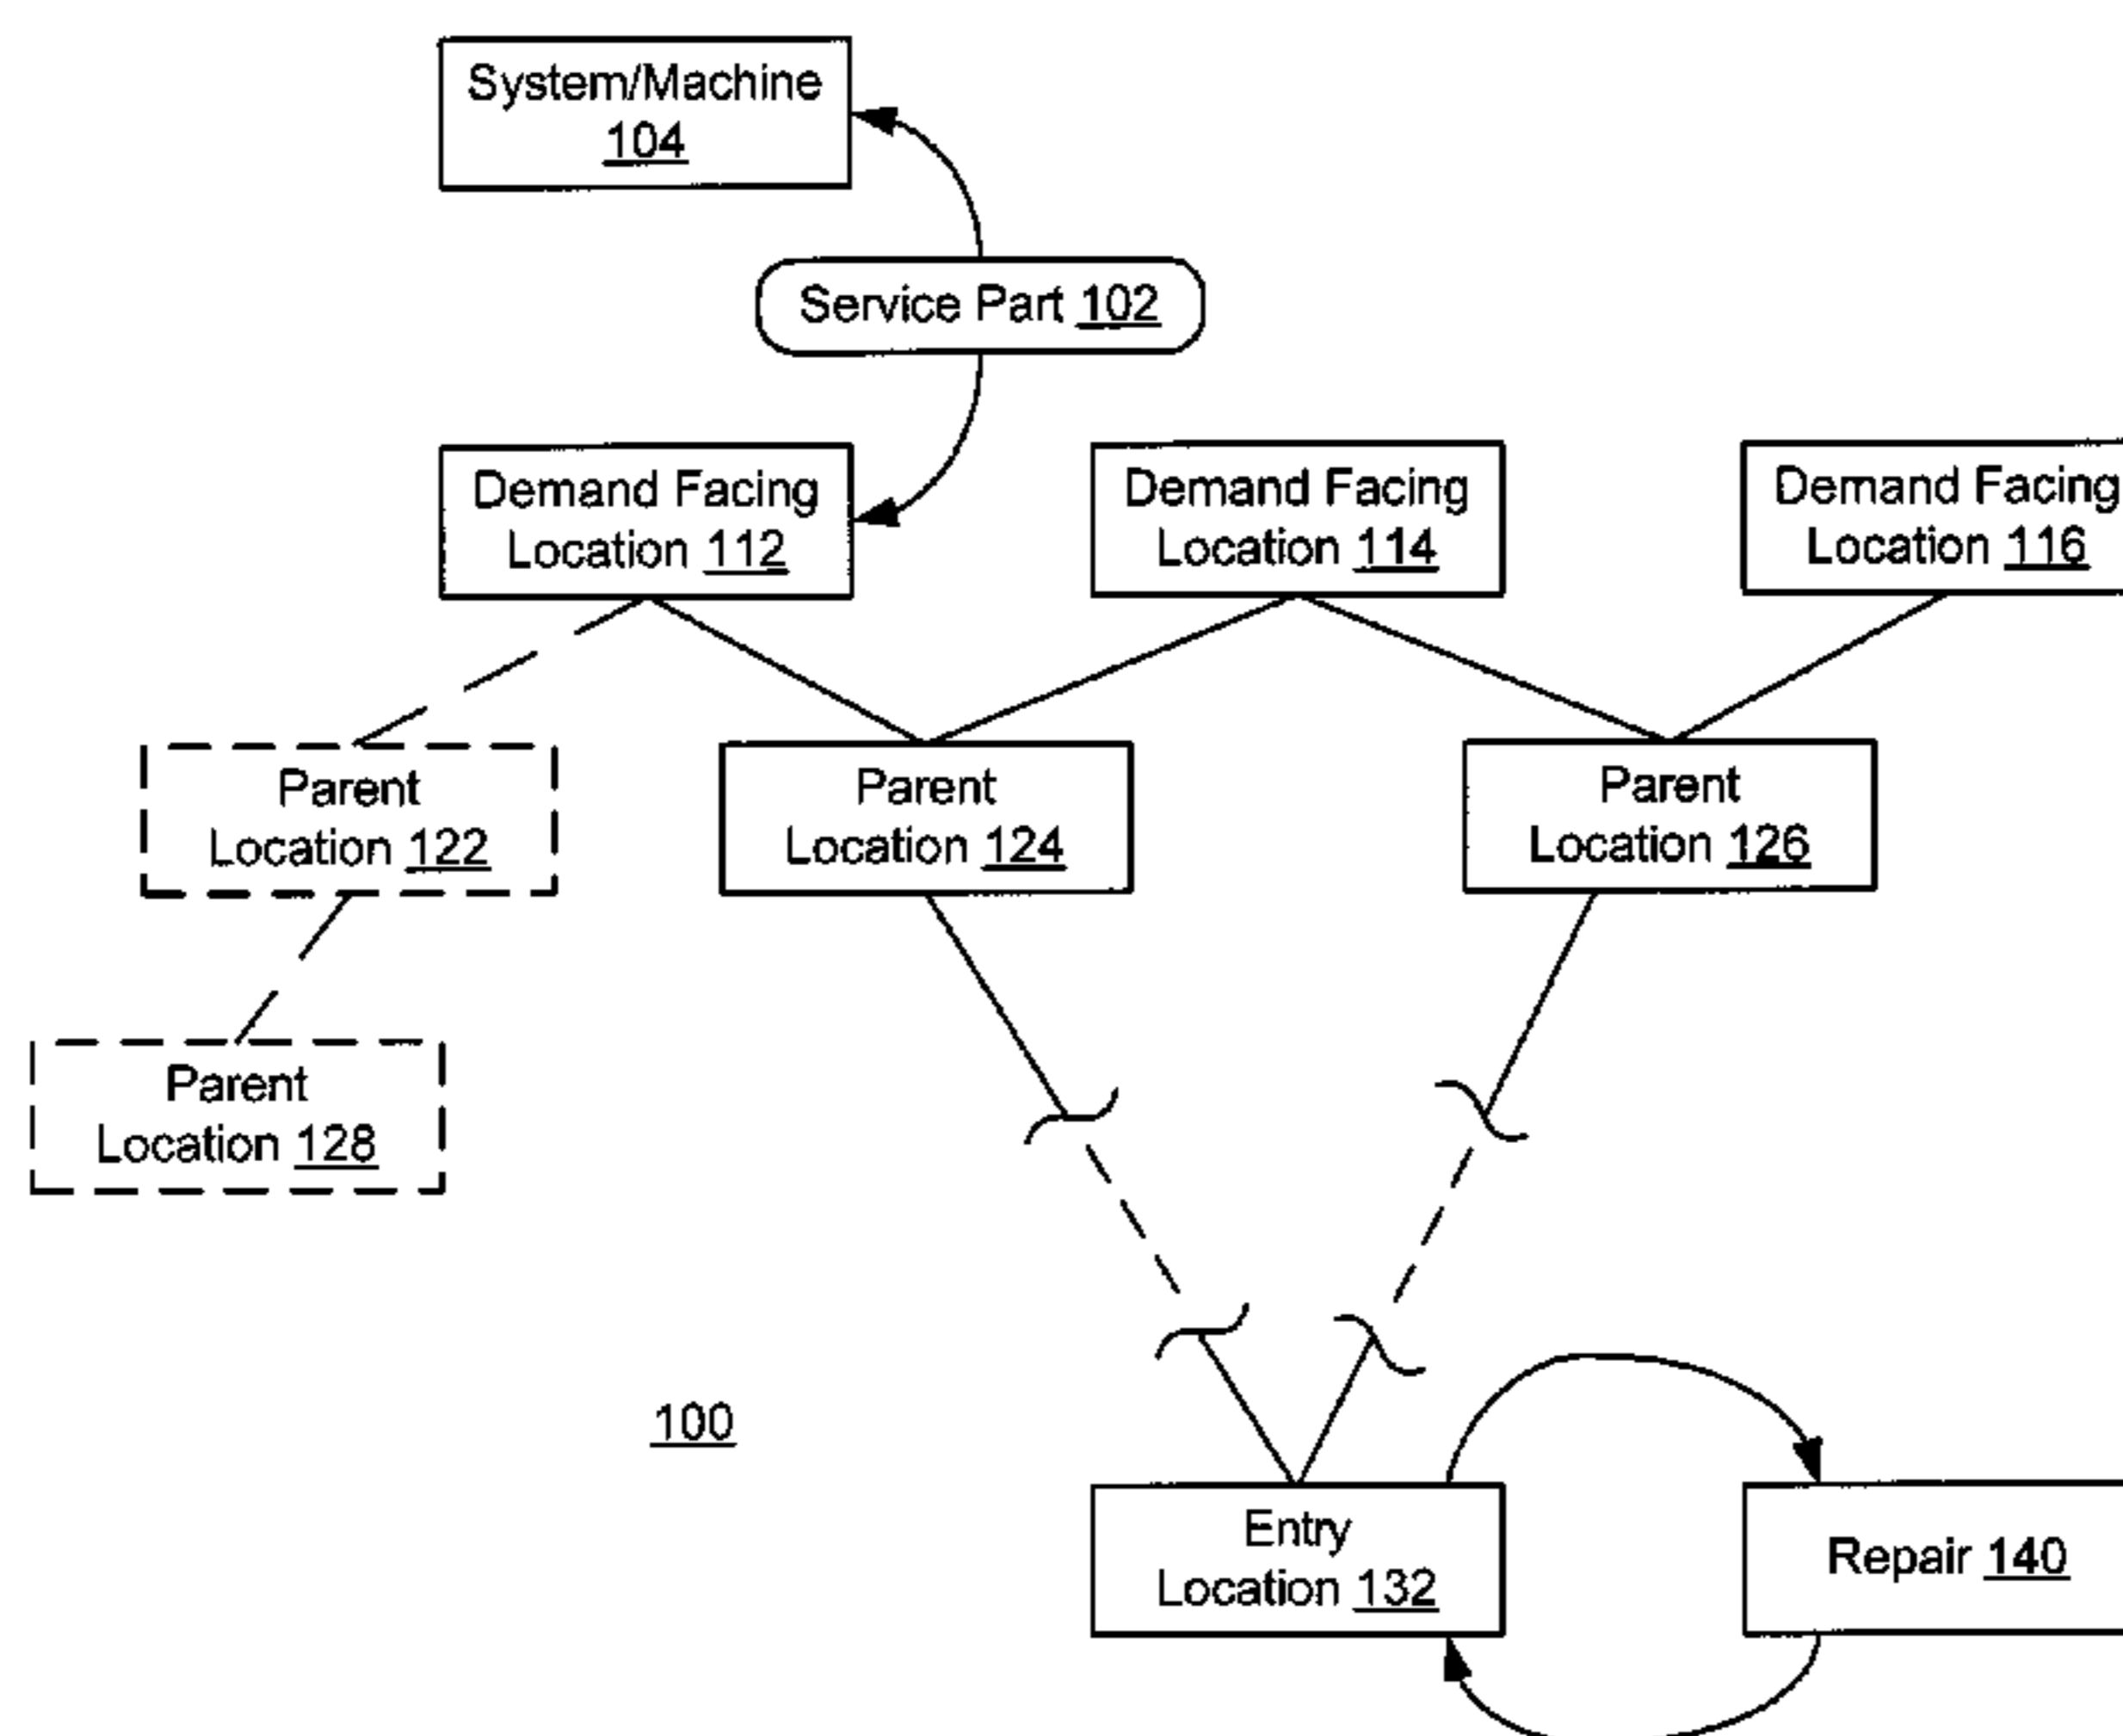 System/Machine
104
Service Part 102
Demand Facing
Location 112
Demand Facing
Location 114
Demand Facing
Location 116
Parent
Location 122
Parent
Location 124
Parent
Location 126
Parent
Location 128
100
Entry
Location 132
Repair 140